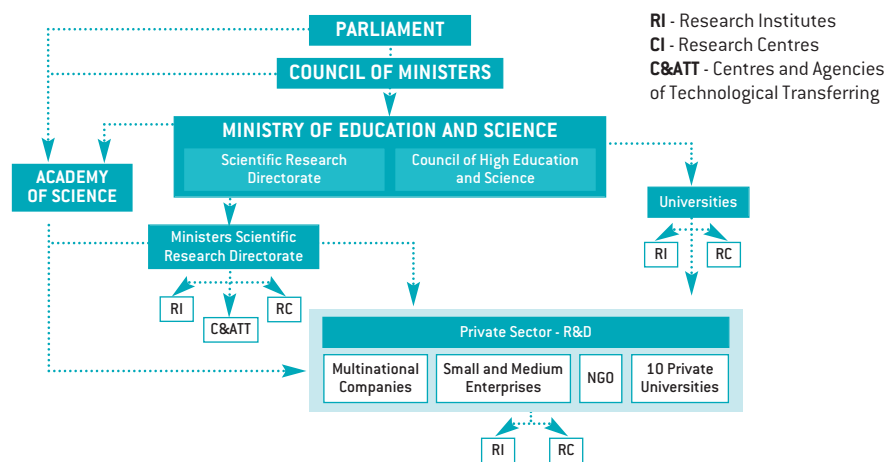 PARLIAMENT
COUNCIL OF MINISTERS
RI - Research Institutes
CI - Research Centres
C&ATT - Centres and Agencies
of Technological Transferring
MINISTRY OF EDUCATION AND SCIENCE
Scientific Research
Directorate
Council of High Education
and Science
ACADEMY
OF SCIENCE
Universities
RI
RC
Ministers Scientific
Research Directorate
RI
C&ATT
RC
Private Sector - R&D
Multinational
Companies
Small and Medium
Enterprises
NGO
10 Private
Universities
RI
RC